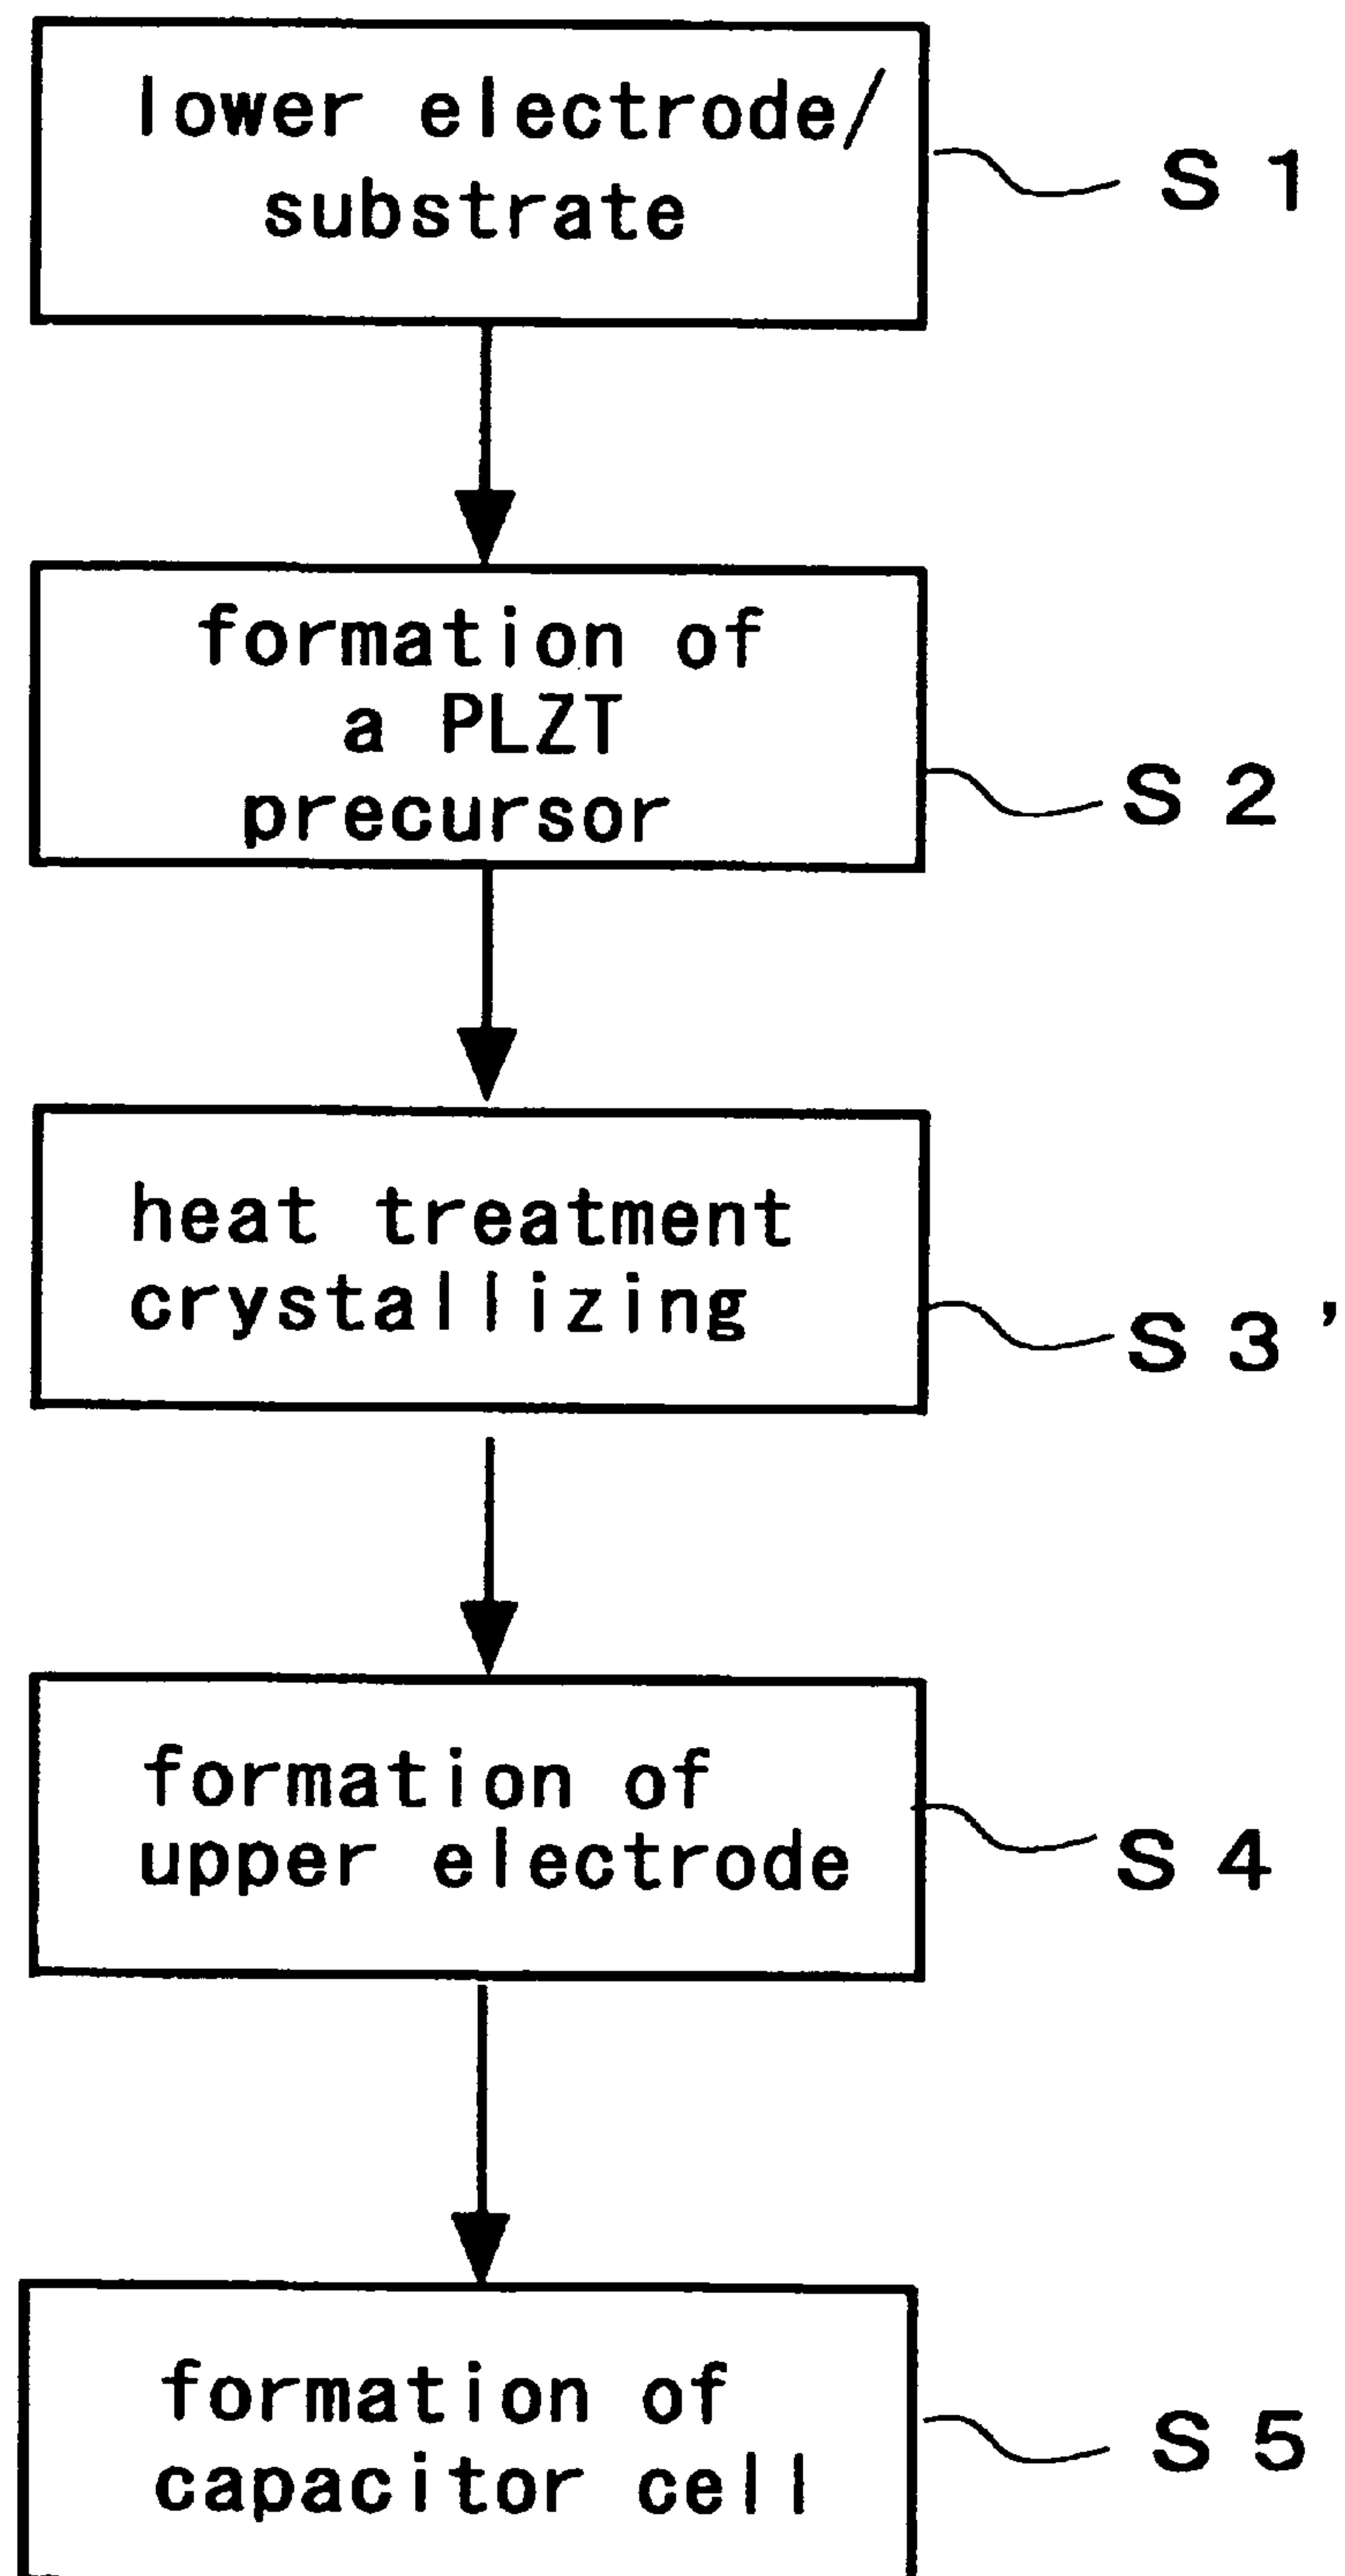 lower electrode/
substrate
S 1
formation of
a PLZT
precursor
S 2
heat treatment
crystallizing
S 3 '
formation of
upper electrode
S 4
formation of
capacitor cell
S 5